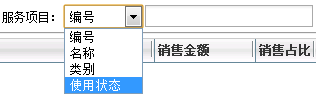 服务项目： 编号
编号
名称 销售金额 销售占比
类别
使用状态